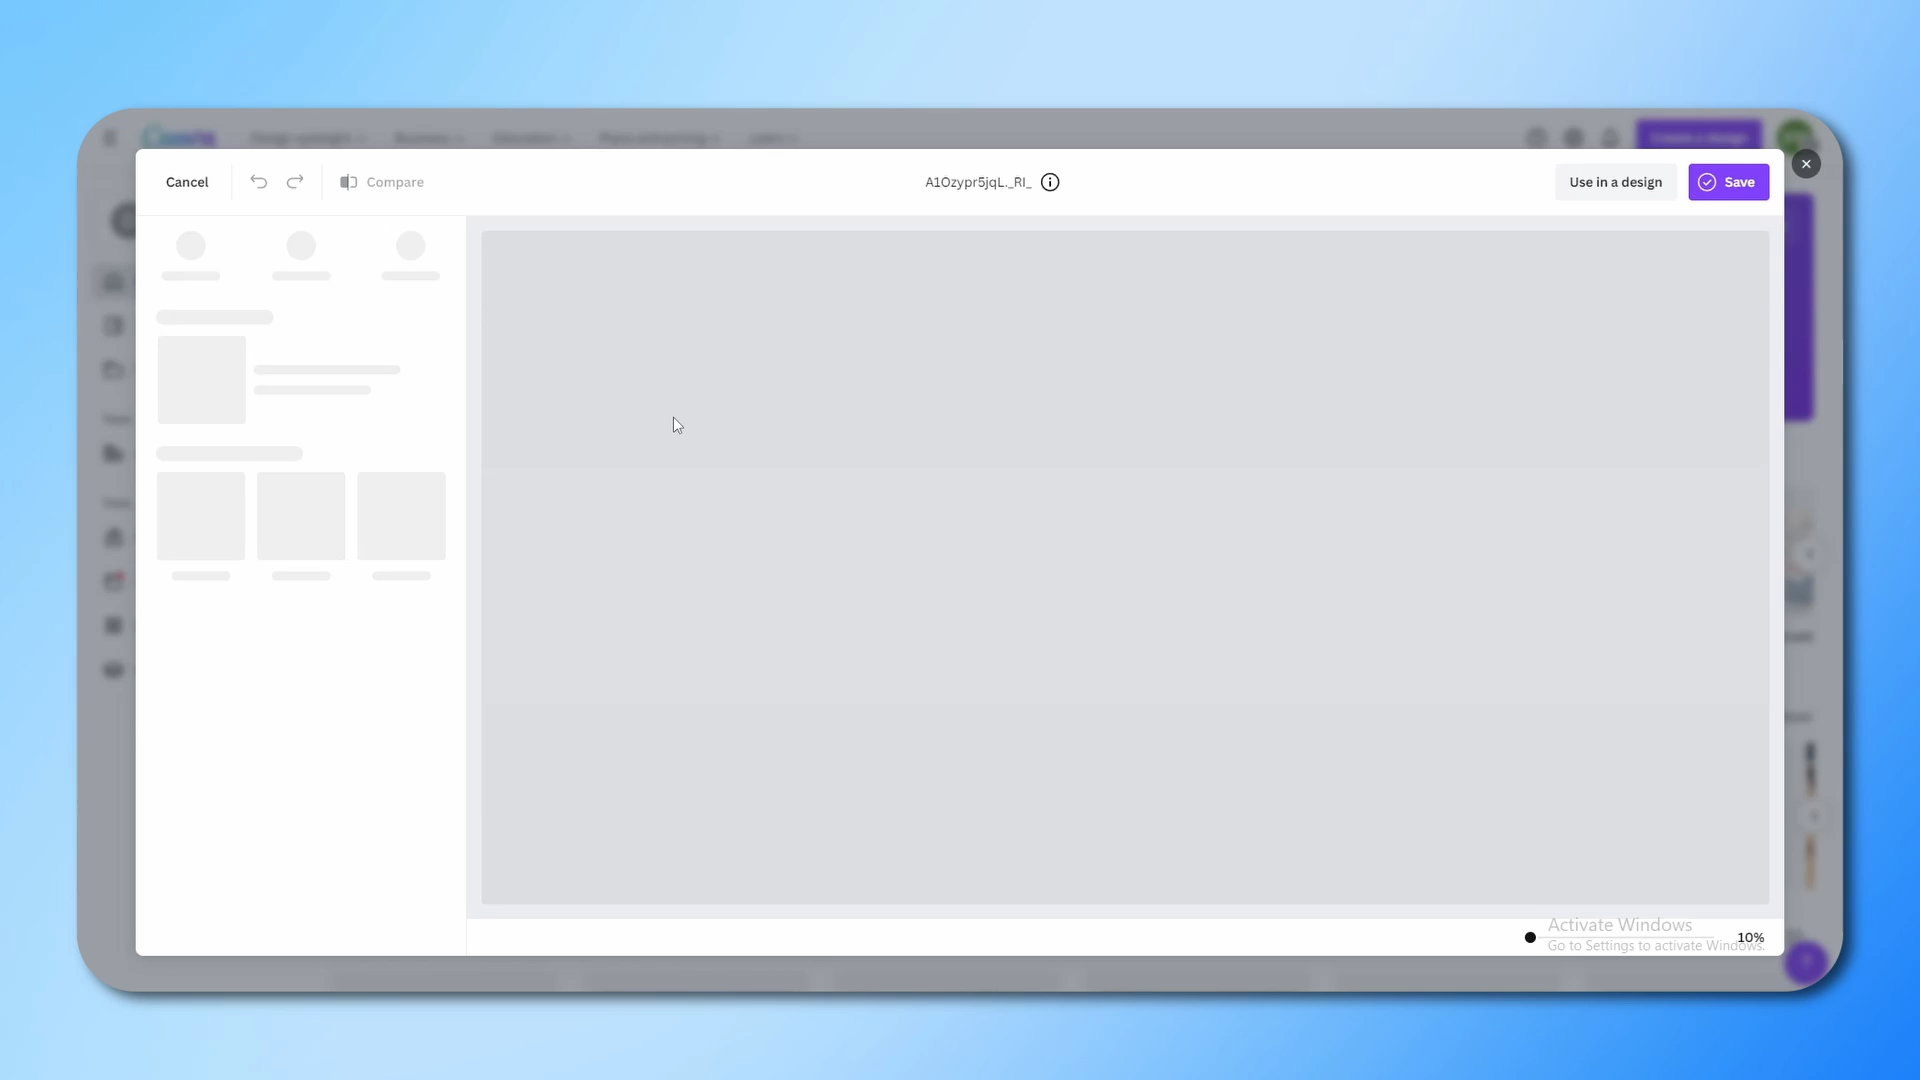 Cancel
Compare
A1Ozypr5jqL._RI_
Use in a design
Save
Activate Windows
Go to Settings to activate Windows.
10%